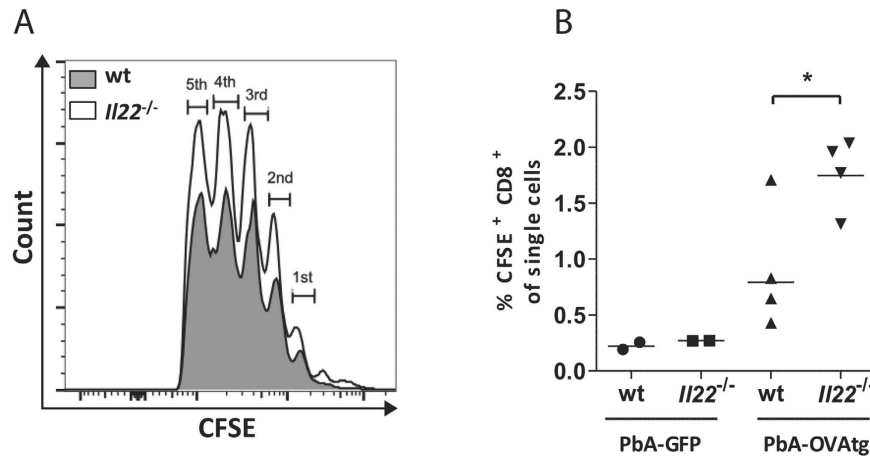 A
wt
Il22-/-
5th
4th
3rd
2nd
1st
Count
CFSE
B
% CFSE+ CD8+
of single cells
2.5
2.0
1.5
1.0
0.5
0.0
*
wt
Il22-/-
wt
Il22-/-
PbA-GFP
PbA-OVAtg